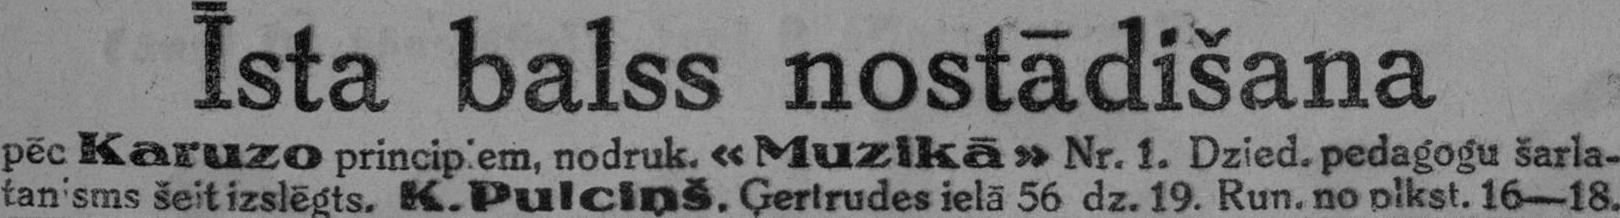 Īsta balss nostādišana
pēc Karuzo principiem, nodruk. «Muzikā» Nr. 1. Dzied. pedagogu šarla-
tanisms šeit izslēgts. K. Pulciņš, Ģertrudes ielā 56 dz. 19. Run. no plkst. 16—18.